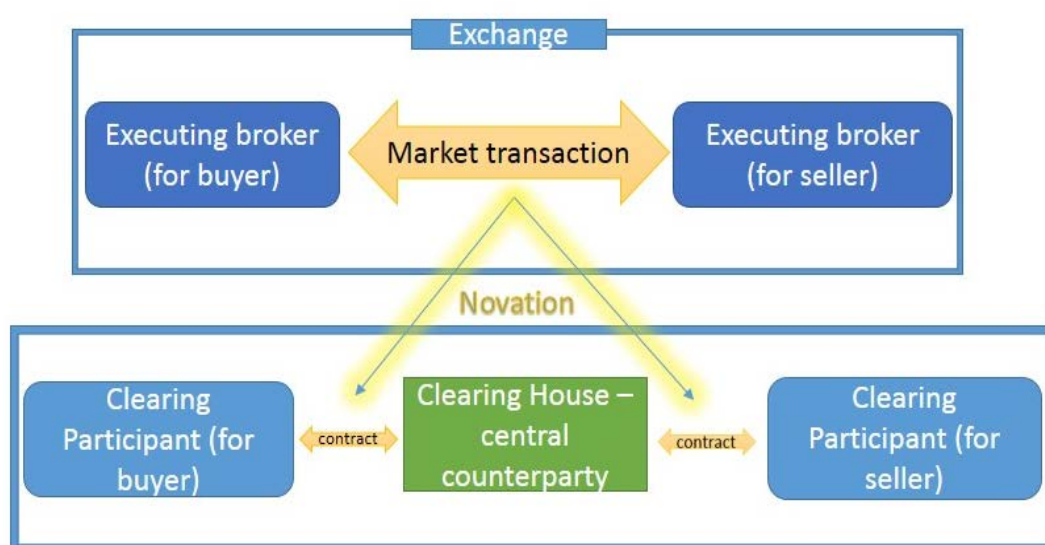 Exchange
Executing broker
(for buyer)
Market transaction
Executing broker
(for seller)
Novation
Clearing
Participant (for
buyer)
contract
Clearing House –
central
counterparty
contract
Clearing
Participant (for
seller)